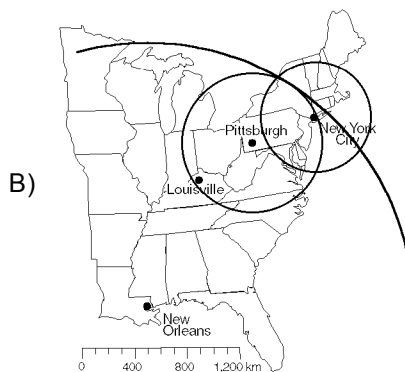 B)
Pittsburgh
New York
City
Louisville
New
Orleans
0 400 800 1,200 km